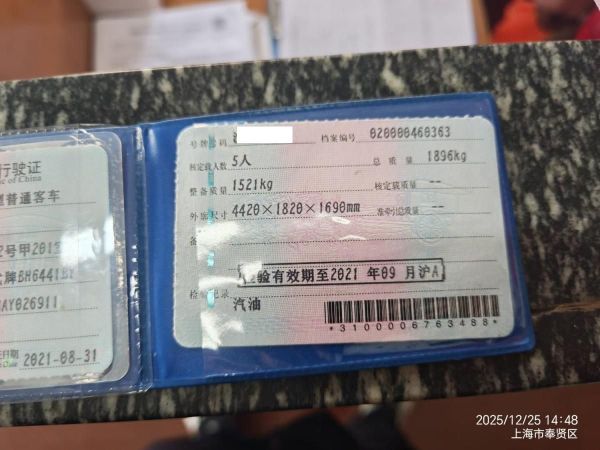 行驶证
of China
普通客车
号甲201
牌BH6441
AY026911
2021-08-31
号牌号码
档案编号 020000460363
核定载人数 5人
总质量 1896kg
整备质量 1521kg
核定载质量 --
外廓尺寸 4420×1820×1690mm
准牵引总质量 --
备
检验有效期至2021 年09 月沪A
检 记录
汽油
*3100006763488*
2025/12/25 14:48
上海市奉贤区